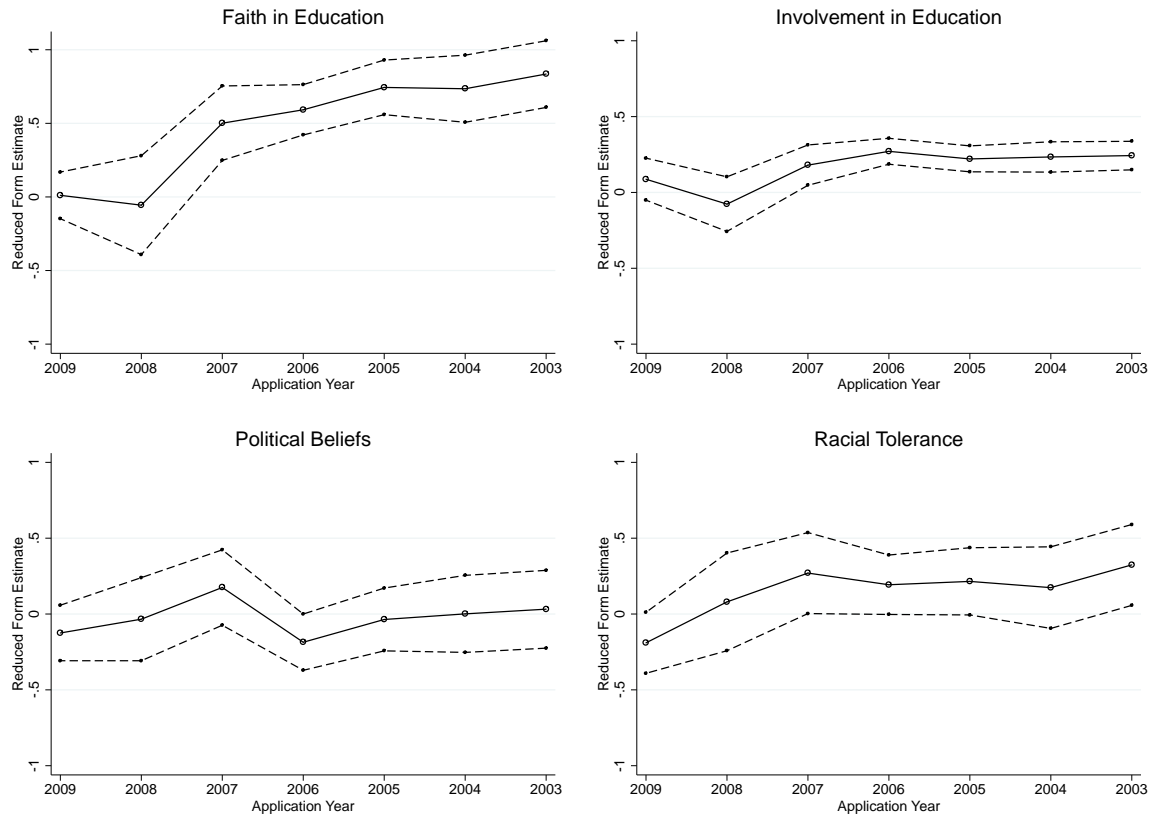 Faith in Education
Reduced Form Estimate
1
.5
0
-.5
-1
2009 2008 2007 2006 2005 2004 2003
Application Year
Involvement in Education
Reduced Form Estimate
1
.5
0
-.5
-1
2009 2008 2007 2006 2005 2004 2003
Application Year
Political Beliefs
Reduced Form Estimate
1
.5
0
-.5
-1
2009 2008 2007 2006 2005 2004 2003
Application Year
Racial Tolerance
Reduced Form Estimate
1
.5
0
-.5
-1
2009 2008 2007 2006 2005 2004 2003
Application Year